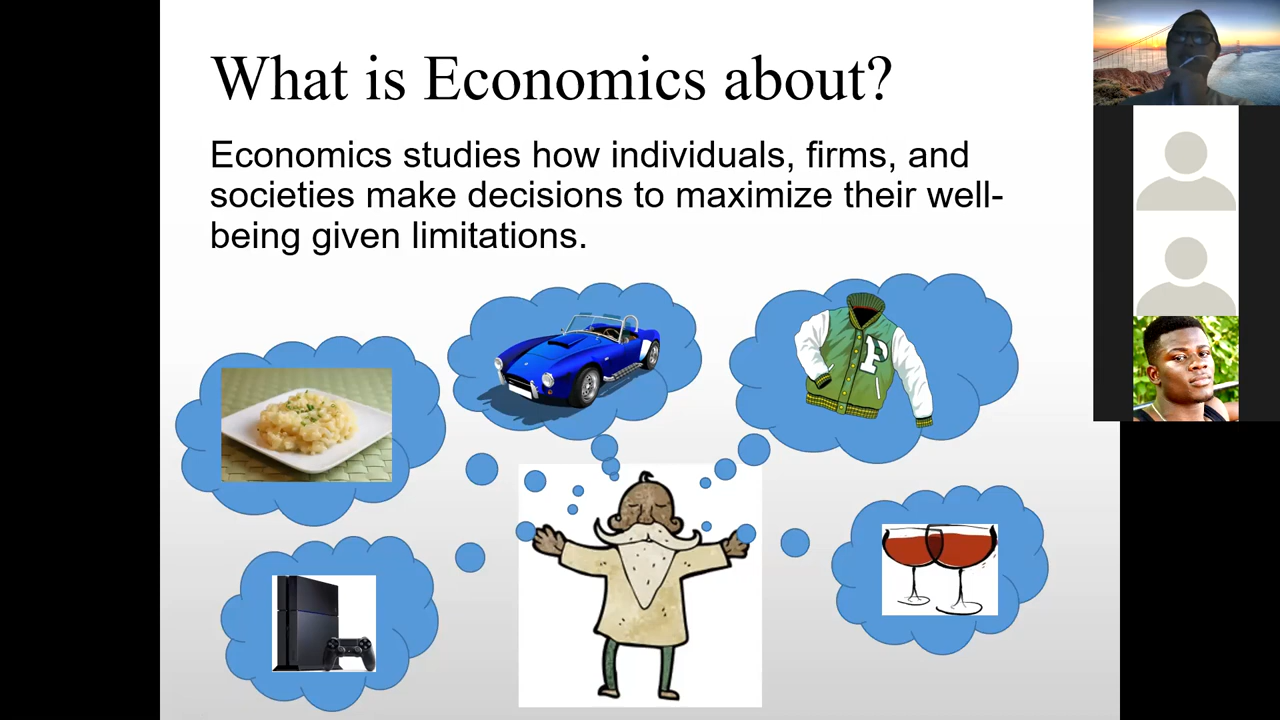 What is Economics about?
Economics studies how individuals, firms, and
societies make decisions to maximize their well-
being given limitations.
P